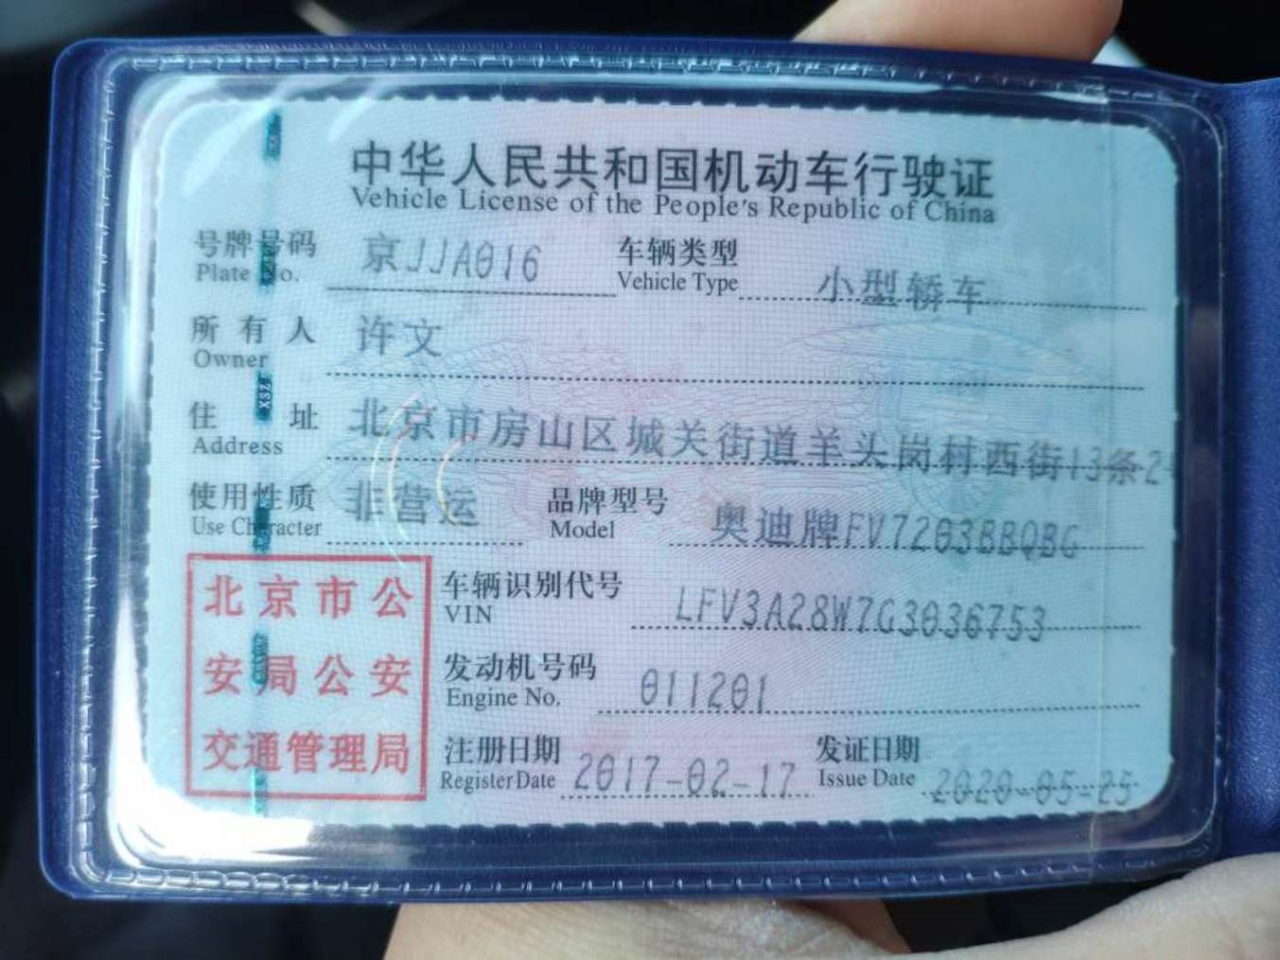 中华人民共和国机动车行驶证
Vehicle License of the People's Republic of China
号牌号码 京JJA016 车辆类型 小型轿车
Plate No. Vehicle Type
所有人 许文
Owner
住址 北京市房山区城关街道羊头岗村西街13条2
Address
使用性质 非营运 品牌型号 奥迪牌FV7203BBQBG
Use Character Model
北京市公
安局公安
交通管理局
车辆识别代号 LFV3A28W7G3036753
VIN
发动机号码 011201
Engine No.
注册日期 2017-02-17 发证日期 2020-05-25
Register Date Issue Date